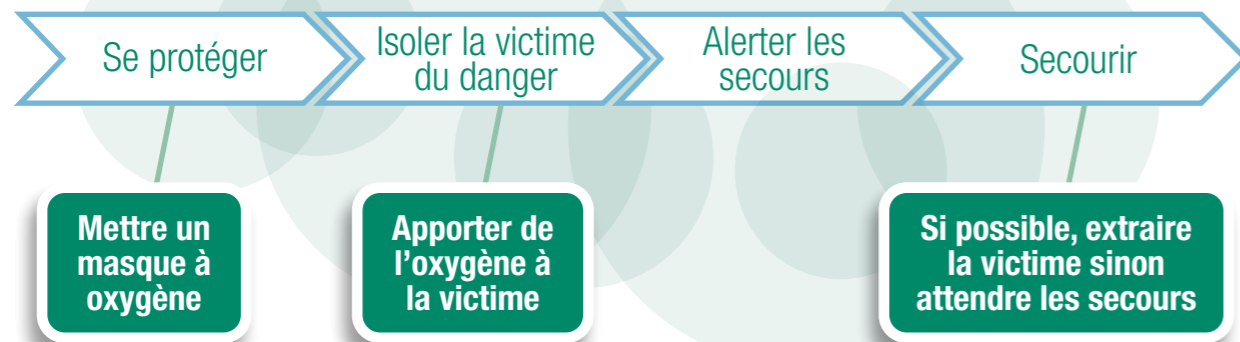 Se protéger
Isoler la victime
du danger
Alerter les
secours
Secourir
Mettre un
masque à
oxygène
Apporter de
l’oxygène à
la victime
Si possible, extraire
la victime sinon
attendre les secours